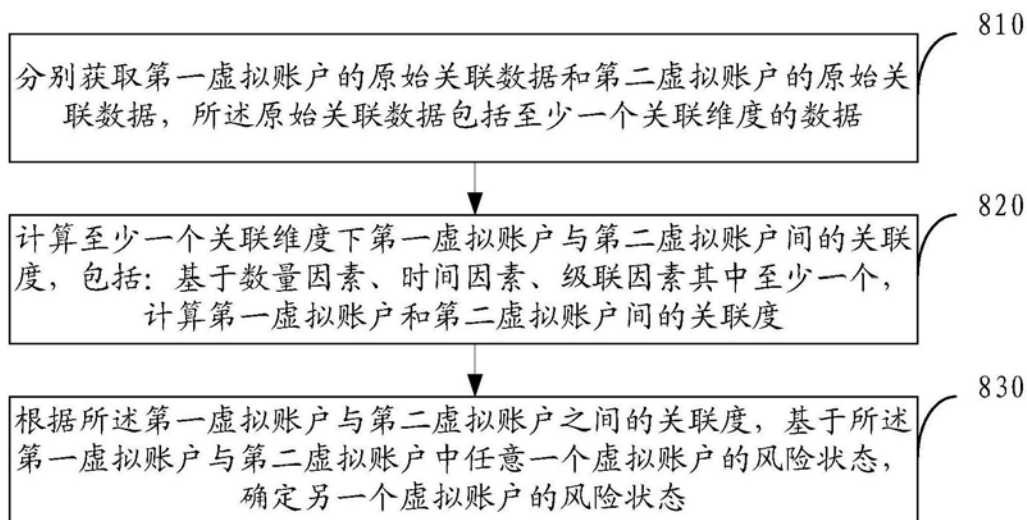 810
分别获取第一虚拟账户的原始关联数据和第二虚拟账户的原始关
联数据，所述原始关联数据包括至少一个关联维度的数据
820
计算至少一个关联维度下第一虚拟账户与第二虚拟账户间的关联
度，包括：基于数量因素、时间因素、级联因素其中至少一个，
计算第一虚拟账户和第二虚拟账户间的关联度
830
根据所述第一虚拟账户与第二虚拟账户之间的关联度，基于所述
第一虚拟账户与第二虚拟账户中任意一个虚拟账户的风险状态，
确定另一个虚拟账户的风险状态